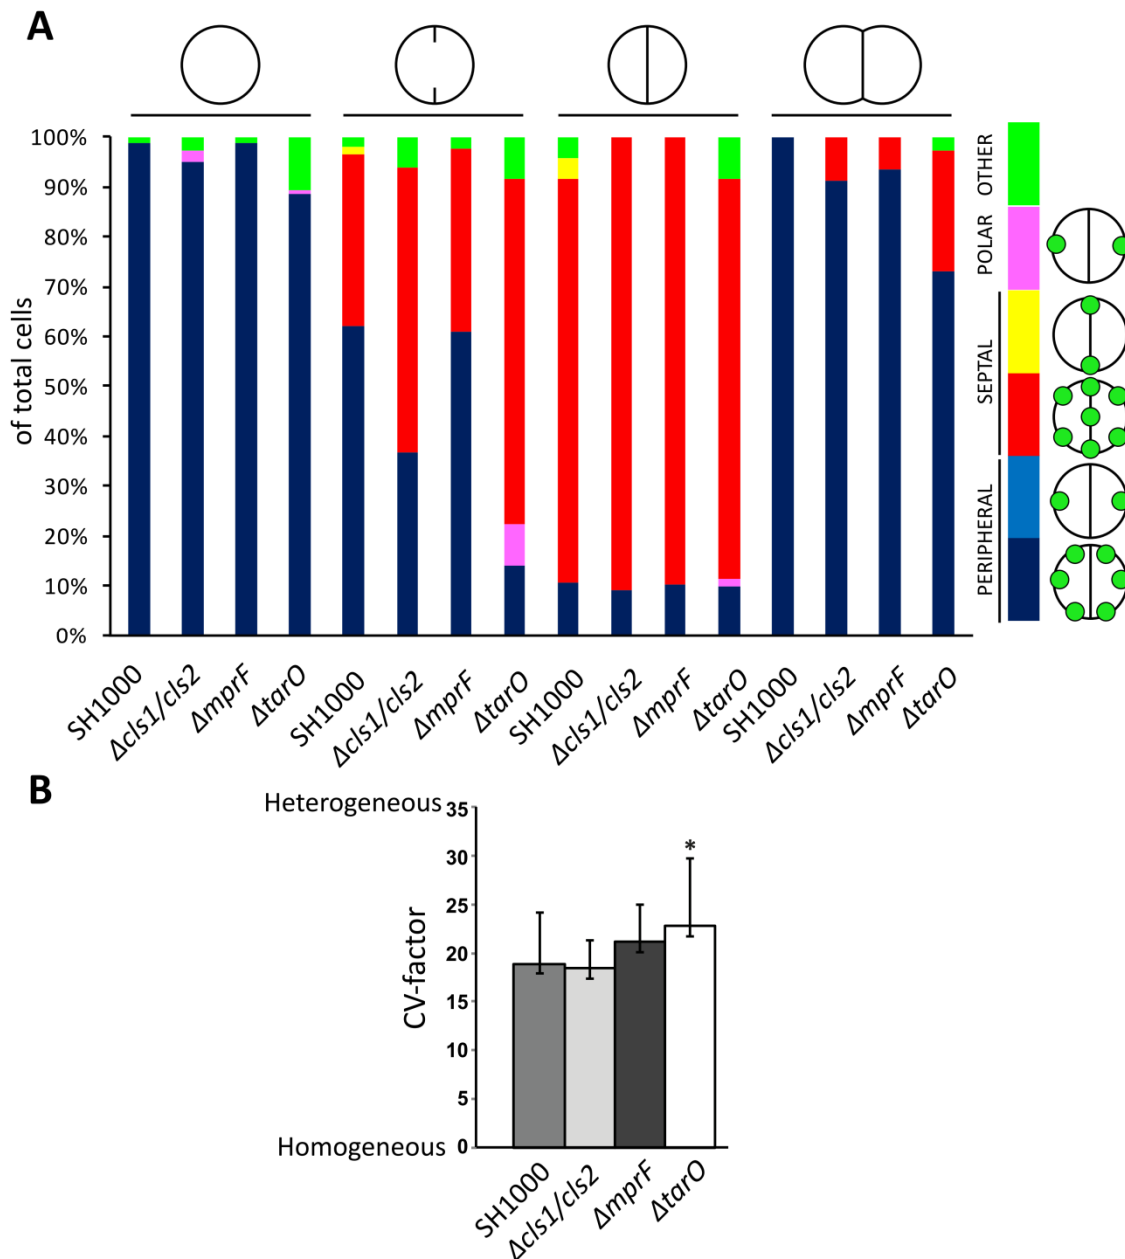 A
100%
90%
80%
70%
60%
50%
40%
30%
20%
10%
0%
of total cells
OTHER
POLAR
SEPTAL
PERIPHERAL
SH1000
Δcls1/cls2
ΔmprF
ΔtarO
SH1000
Δcls1/cls2
ΔmprF
ΔtarO
SH1000
Δcls1/cls2
ΔmprF
ΔtarO
SH1000
Δcls1/cls2
ΔmprF
ΔtarO
B
Heterogeneous
35
30
25
20
15
10
5
0
Homogeneous
CV-factor
*
SH1000
Δcls1/cls2
ΔmprF
ΔtarO